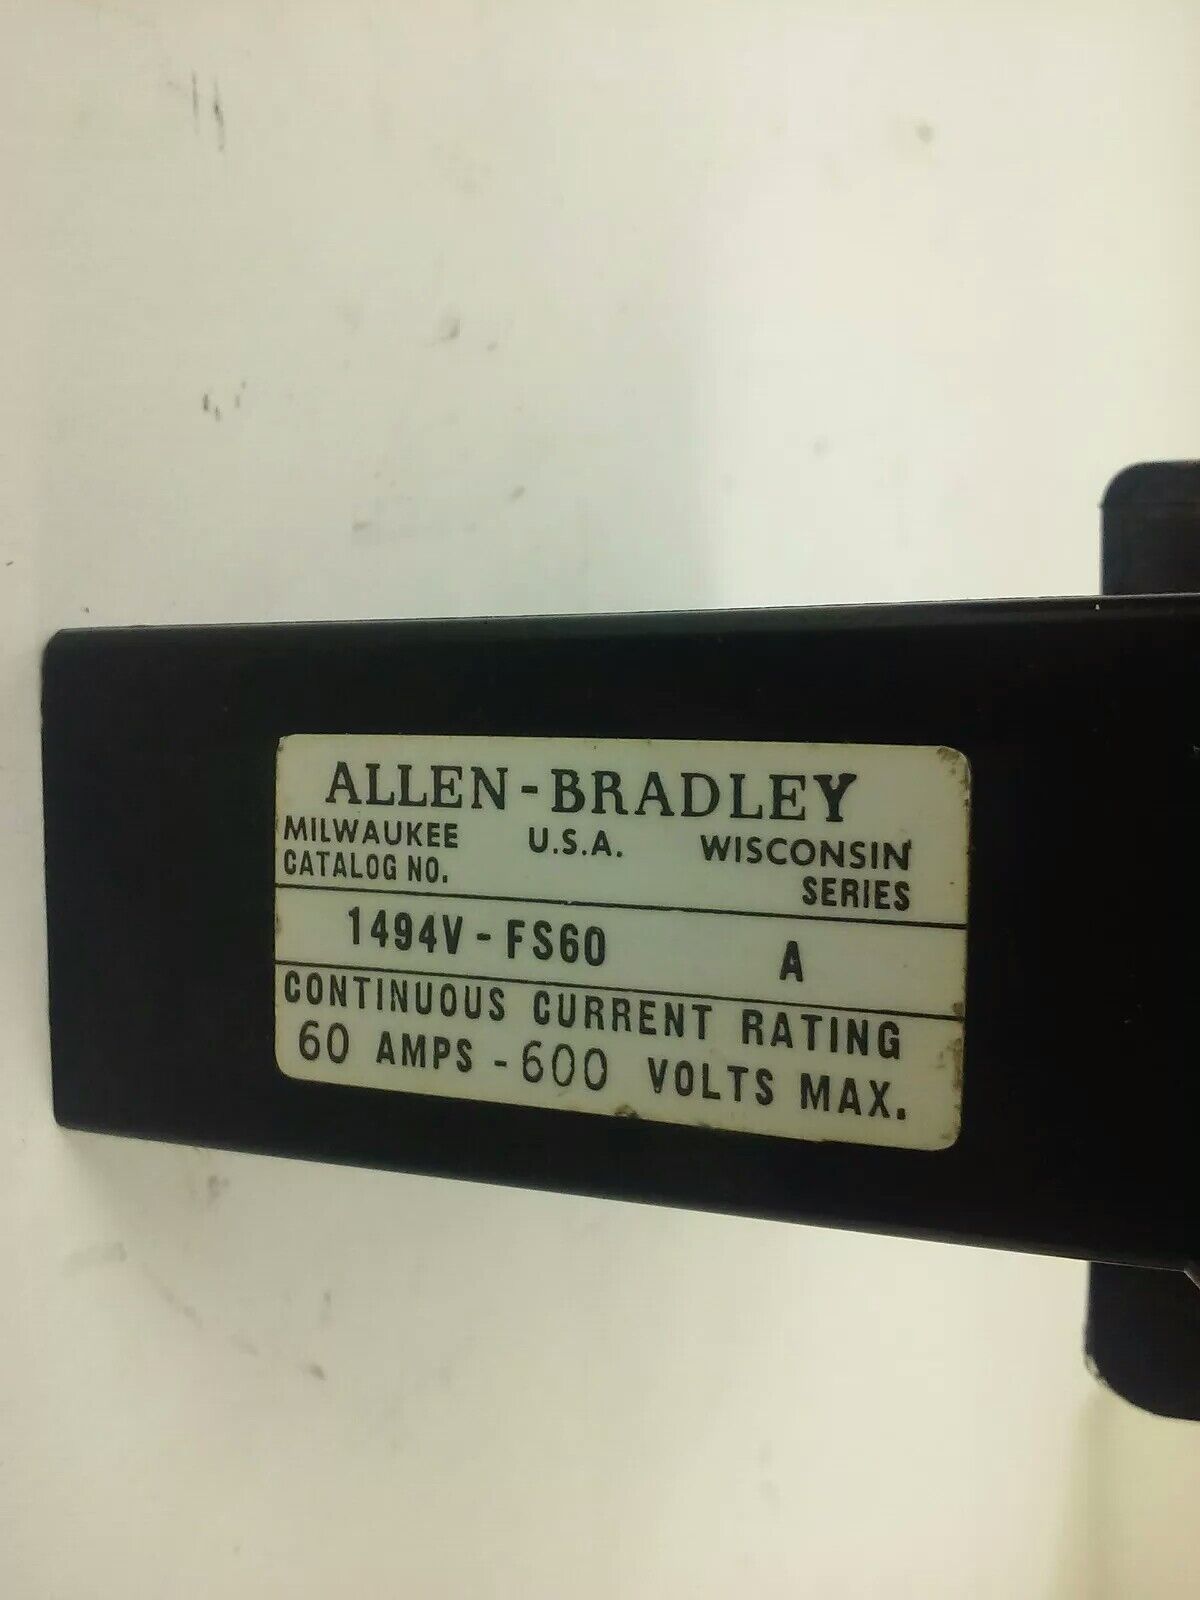 ALLEN-BRADLEY
MILWAUKEE U.S.A. WISCONSIN
CATALOG NO. SERIES
1494V-FS60 A
CONTINUOUS CURRENT RATING
60 AMPS - 600 VOLTS MAX.